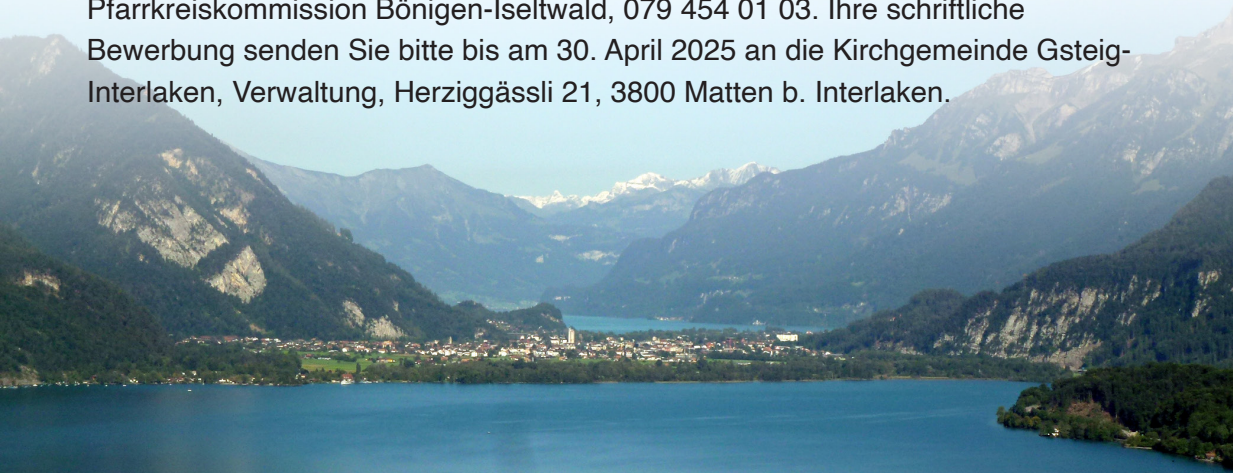 Pfarrkreiskommission Bönigen-Iseltwald, 079 454 01 03. Ihre schriftliche
Bewerbung senden Sie bitte bis am 30. April 2025 an die Kirchgemeinde Gsteig-
Interlaken, Verwaltung, Herziggässli 21, 3800 Matten b. Interlaken.